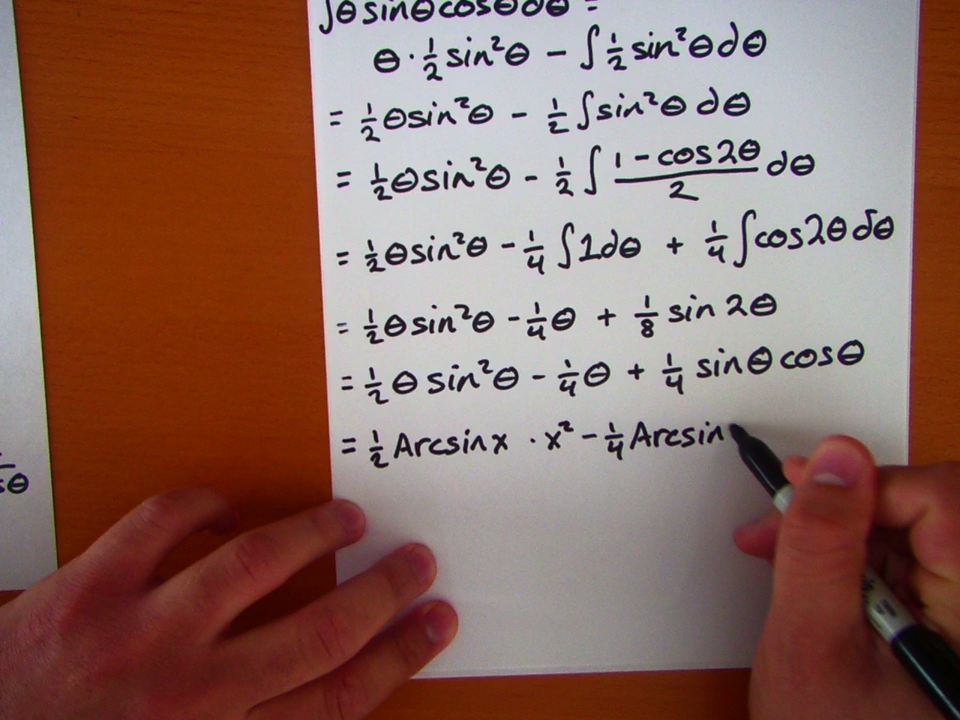 ∫θ sinθ cosθ dθ =
θ · 1/2 sin²θ − ∫ 1/2 sin²θ dθ
= 1/2 θ sin²θ − 1/2 ∫ sin²θ dθ
= 1/2 θ sin²θ − 1/2 ∫ (1 − cos2θ)/2 dθ
= 1/2 θ sin²θ − 1/4 ∫ 1 dθ + 1/4 ∫ cos2θ dθ
= 1/2 θ sin²θ − 1/4 θ + 1/8 sin 2θ
= 1/2 θ sin²θ − 1/4 θ + 1/4 sinθ cosθ
= 1/2 Arcsin x · x² − 1/4 Arcsin